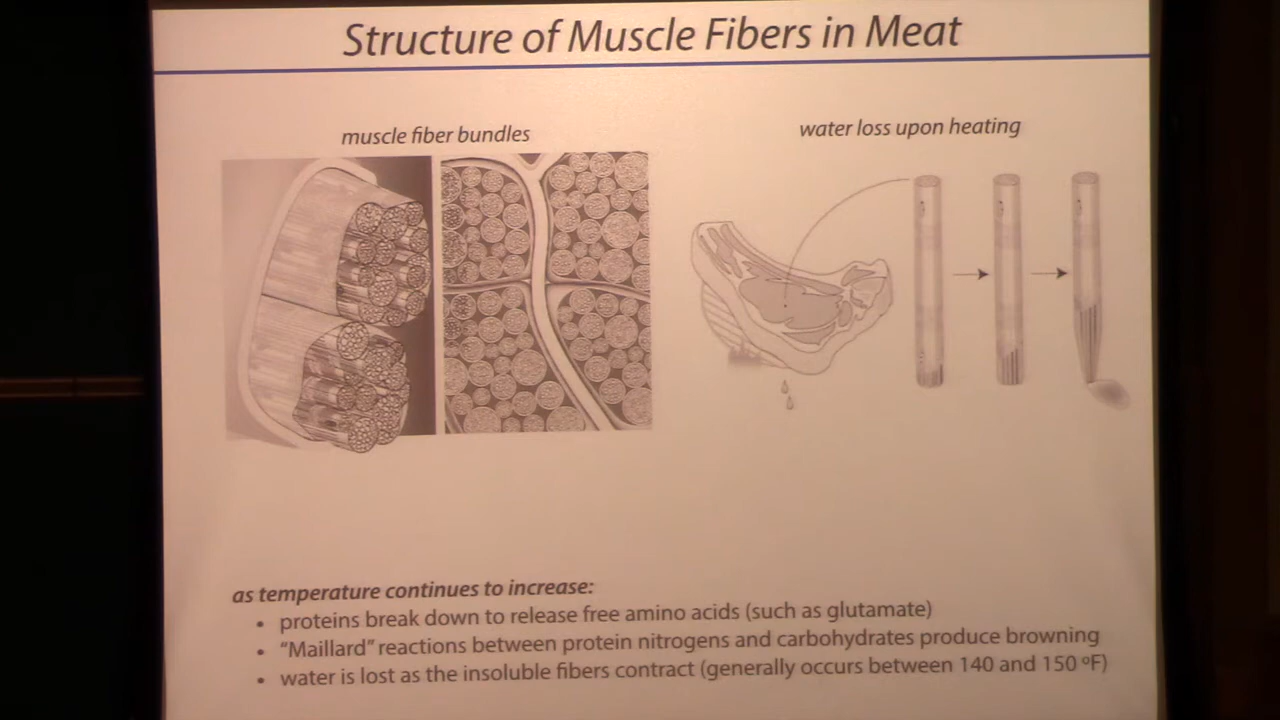 Structure of Muscle Fibers in Meat
muscle fiber bundles
water loss upon heating
as temperature continues to increase:
• proteins break down to release free amino acids (such as glutamate)
• “Maillard” reactions between protein nitrogens and carbohydrates produce browning
• water is lost as the insoluble fibers contract (generally occurs between 140 and 150 ºF)